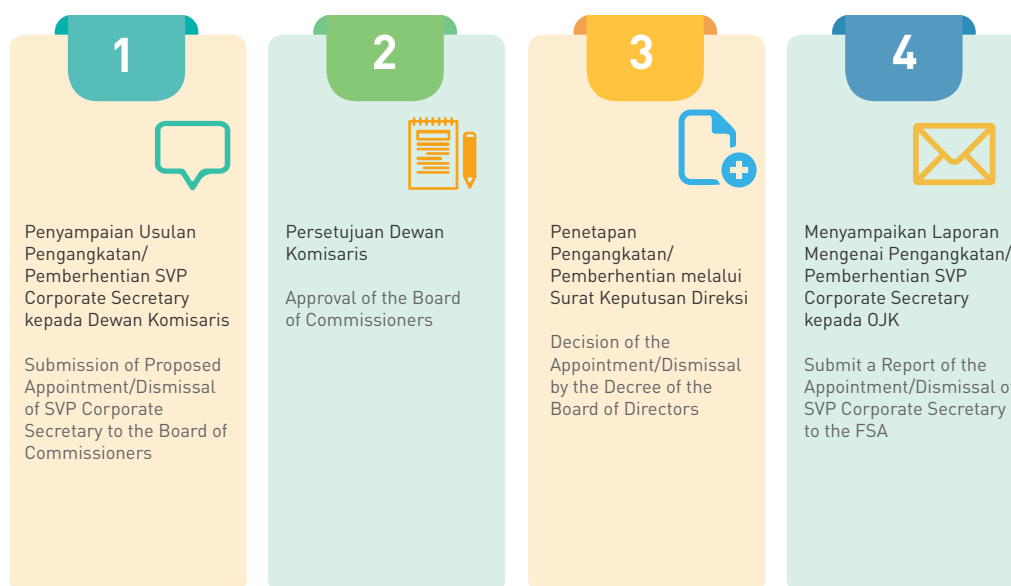 1
Penyampaian Usulan
Pengangkatan/
Pemberhentian SVP
Corporate Secretary
kepada Dewan Komisaris
Submission of Proposed
Appointment/Dismissal
of SVP Corporate
Secretary to the Board of
Commissioners
2
Persetujuan Dewan
Komisaris
Approval of the Board
of Commissioners
3
Penetapan
Pengangkatan/
Pemberhentian melalui
Surat Keputusan Direksi
Decision of the
Appointment/Dismissal
by the Decree of the
Board of Directors
4
Menyampaikan Laporan
Mengenai Pengangkatan/
Pemberhentian SVP
Corporate Secretary
kepada OJK
Submit a Report of the
Appointment/Dismissal of
SVP Corporate Secretary
to the FSA